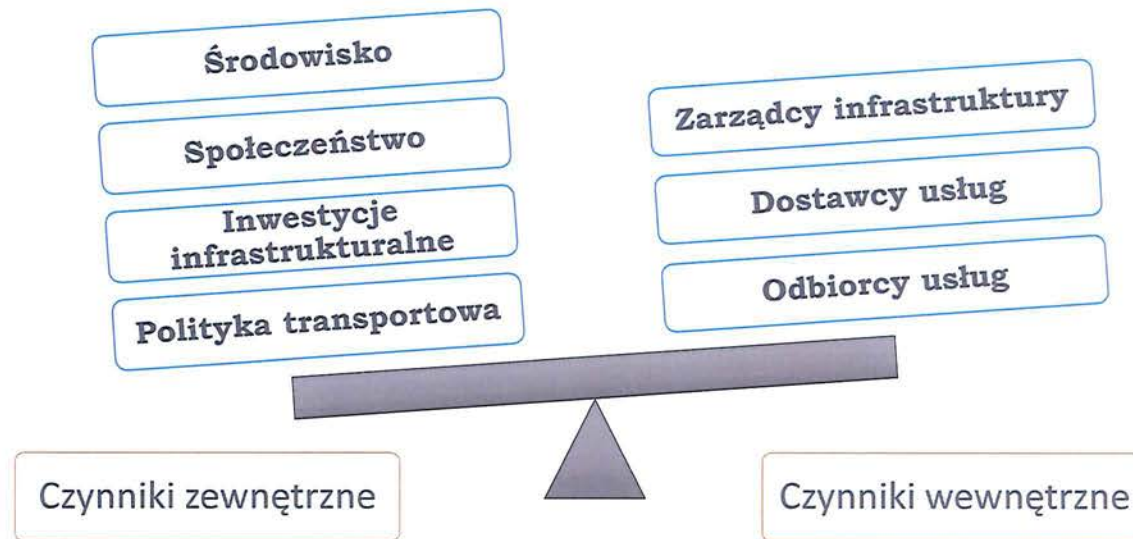 Środowisko
Społeczeństwo
Inwestycje
infrastrukturalne
Polityka transportowa
Zarządcy infrastruktury
Dostawcy usług
Odbiorcy usług
Czynniki zewnętrzne
Czynniki wewnętrzne